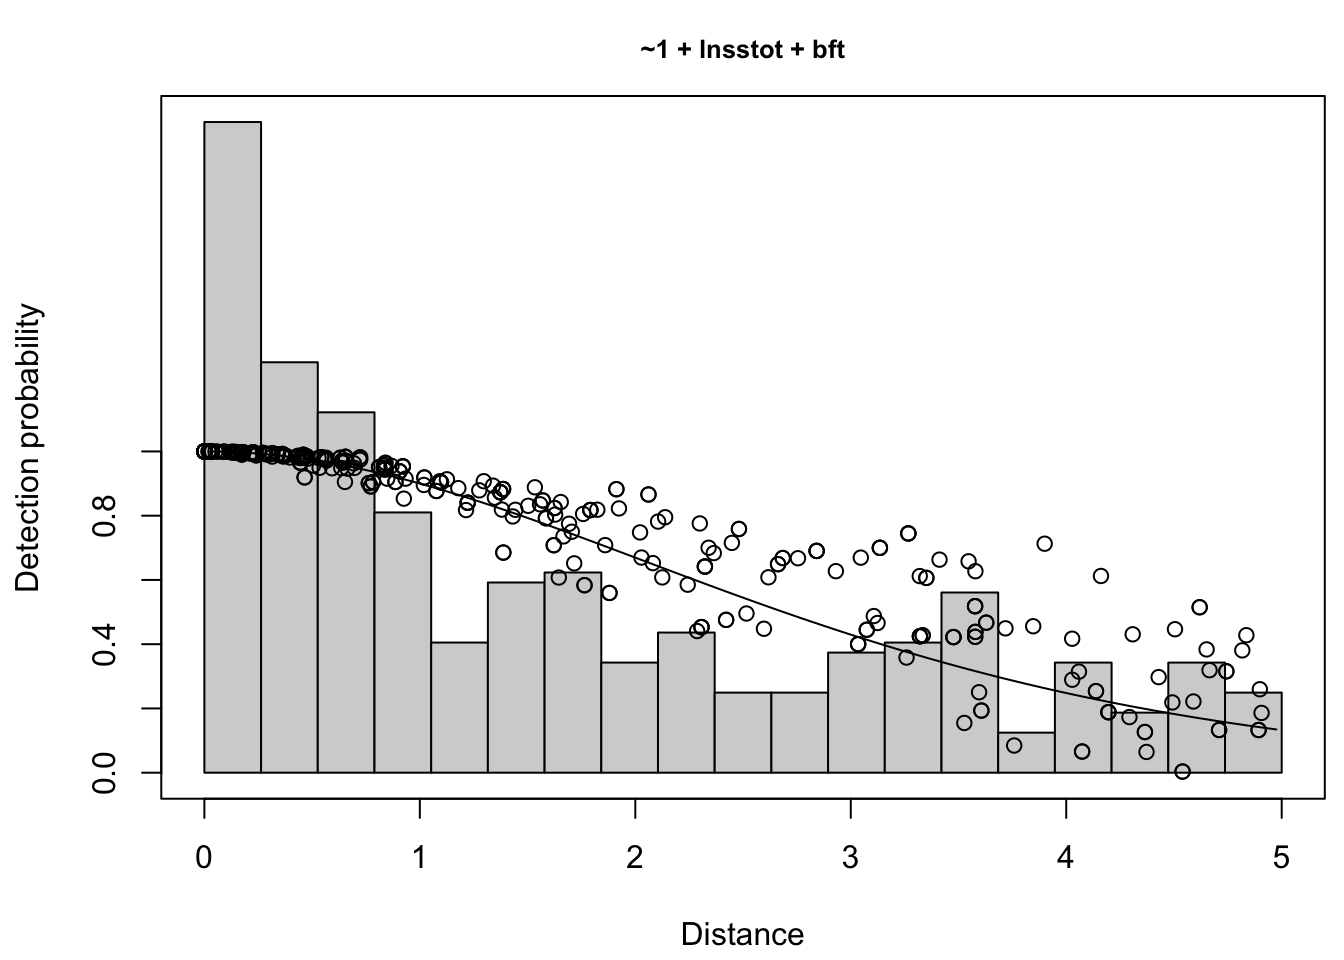 ~1 + lnsstot + bft
Detection probability
0.8
0.4
0.0
0 1 2 3 4 5
Distance